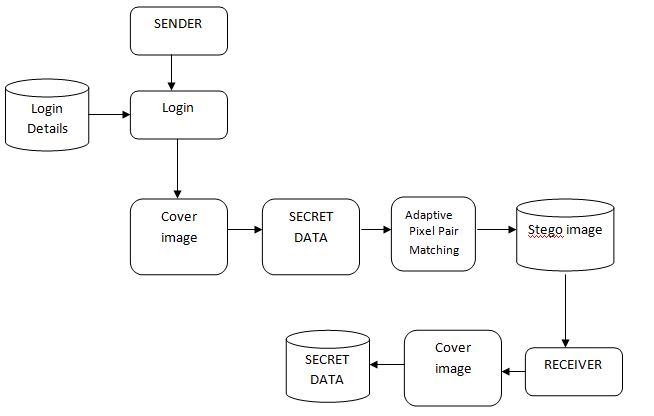 SENDER
Login
Login
Details
Cover
image
SECRET
DATA
Adaptive
Pixel Pair
Matching
Stego image
SECRET
DATA
Cover
image
RECEIVER